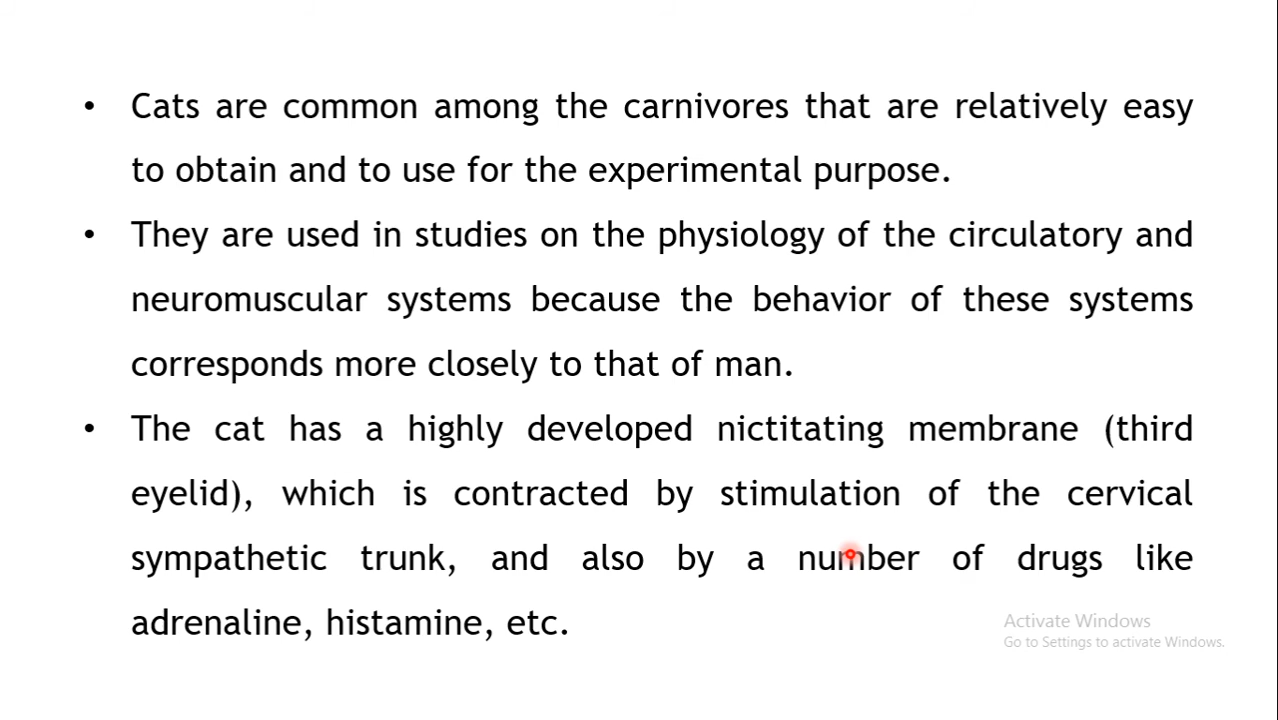 • Cats are common among the carnivores that are relatively easy
to obtain and to use for the experimental purpose.
• They are used in studies on the physiology of the circulatory and
neuromuscular systems because the behavior of these systems
corresponds more closely to that of man.
• The cat has a highly developed nictitating membrane (third
eyelid), which is contracted by stimulation of the cervical
sympathetic trunk, and also by a number of drugs like
adrenaline, histamine, etc.
Activate Windows
Go to Settings to activate Windows.